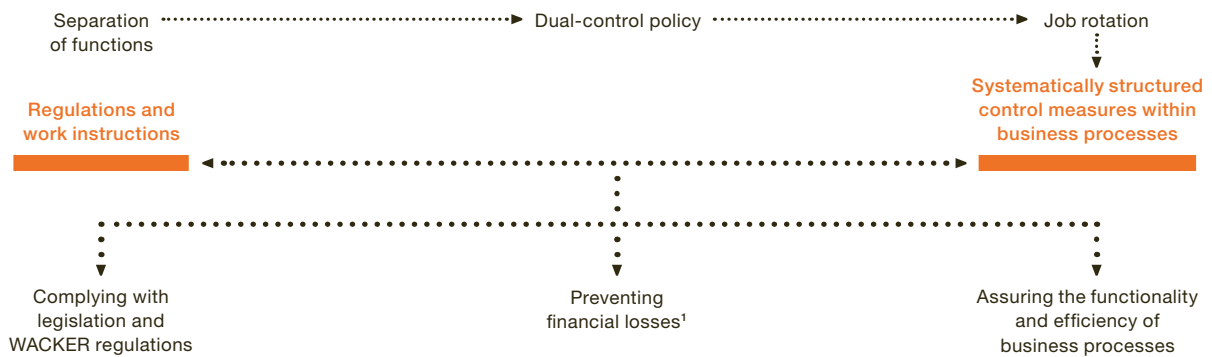 Separation
of functions
Dual-control policy
Job rotation
Regulations and
work instructions
Systematically structured
control measures within
business processes
Complying with
legislation and
WACKER regulations
Preventing
financial losses¹
Assuring the functionality
and efficiency of
business processes